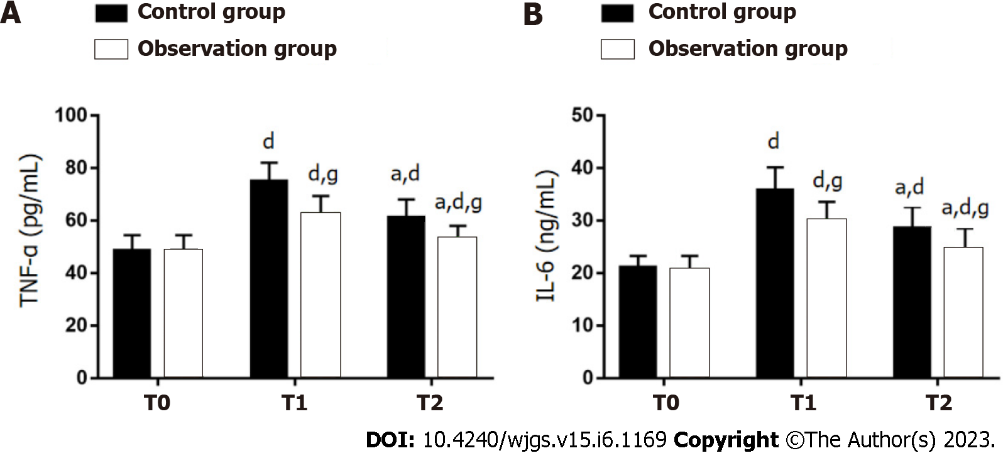 A
Control group
Observation group
TNF-α (pg/mL)
100
80
60
40
20
0
d
d,g
a,d
a,d,g
T0 T1 T2
B
Control group
Observation group
IL-6 (ng/mL)
50
40
30
20
10
0
d
d,g
a,d
a,d,g
T0 T1 T2
DOI: 10.4240/wjgs.v15.i6.1169 Copyright ©The Author(s) 2023.